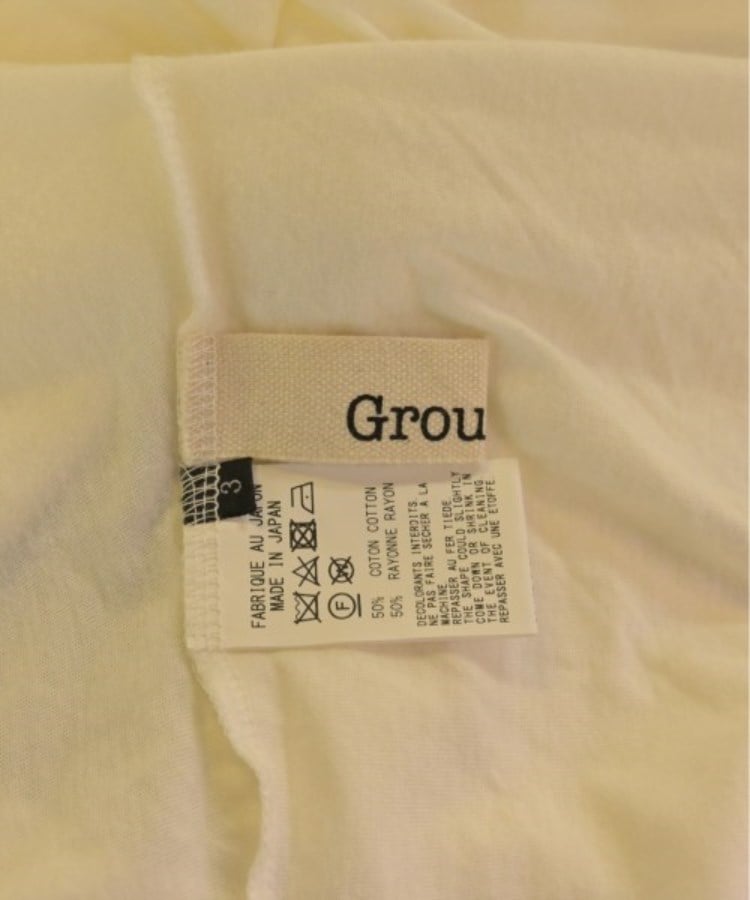 Grou
3
FABRIQUE AU JAPON
MADE IN JAPAN
F
50% COTON COTTON
50% RAYONNE RAYON
DECOLORANTS INTERDITS.
NE PAS FAIRE SECHER A LA
MACHINE
REPASSER AU FER TIEDE
THE SHAPE COULD SLIGHTLY
COME DOWN OR SHRINK IN
THE EVENT OF CLEANING.
REPASSER AVEC UNE ETOFFE